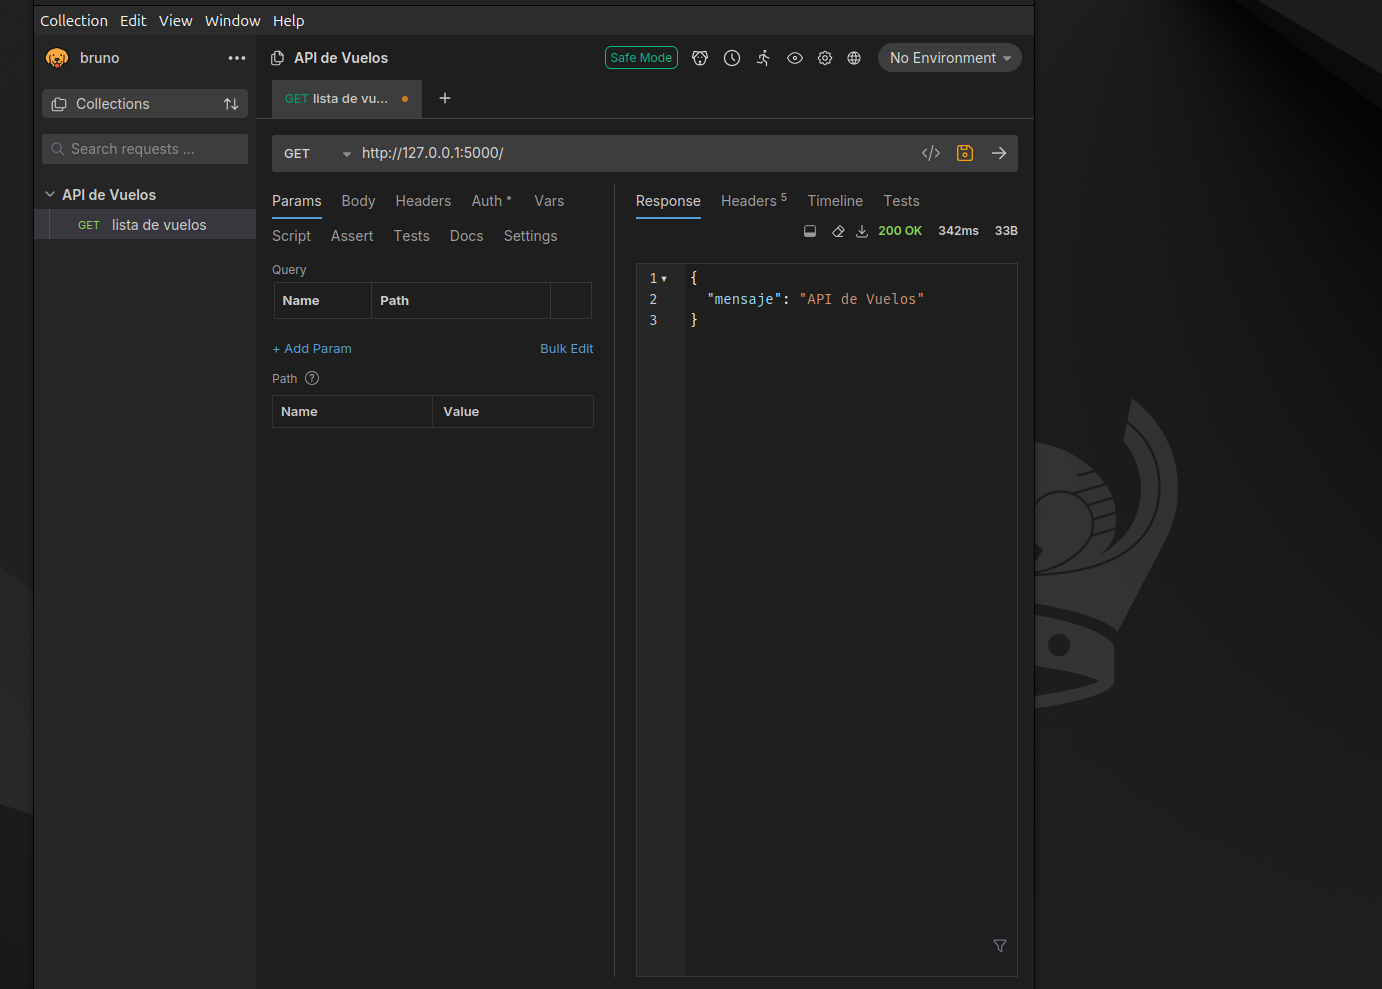 Collection Edit View Window Help
bruno
API de Vuelos
Safe Mode
No Environment
Collections
GET lista de vu...
Search requests ...
GET
http://127.0.0.1:5000/
API de Vuelos
GET lista de vuelos
Params Body Headers Auth Vars
Script Assert Tests Docs Settings
Query
Name Path
+ Add Param Bulk Edit
Path ?
Name Value
Response Headers 5 Timeline Tests
200 OK 342ms 33B
1 {
2 "mensaje": "API de Vuelos"
3 }